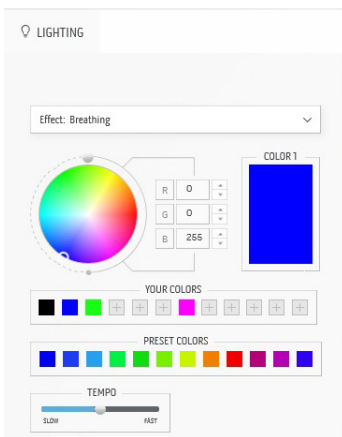 LIGHTING
Effect: Breathing
COLOR 1
R 0
G 0
B 255
YOUR COLORS
PRESET COLORS
TEMPO
SLOW FAST